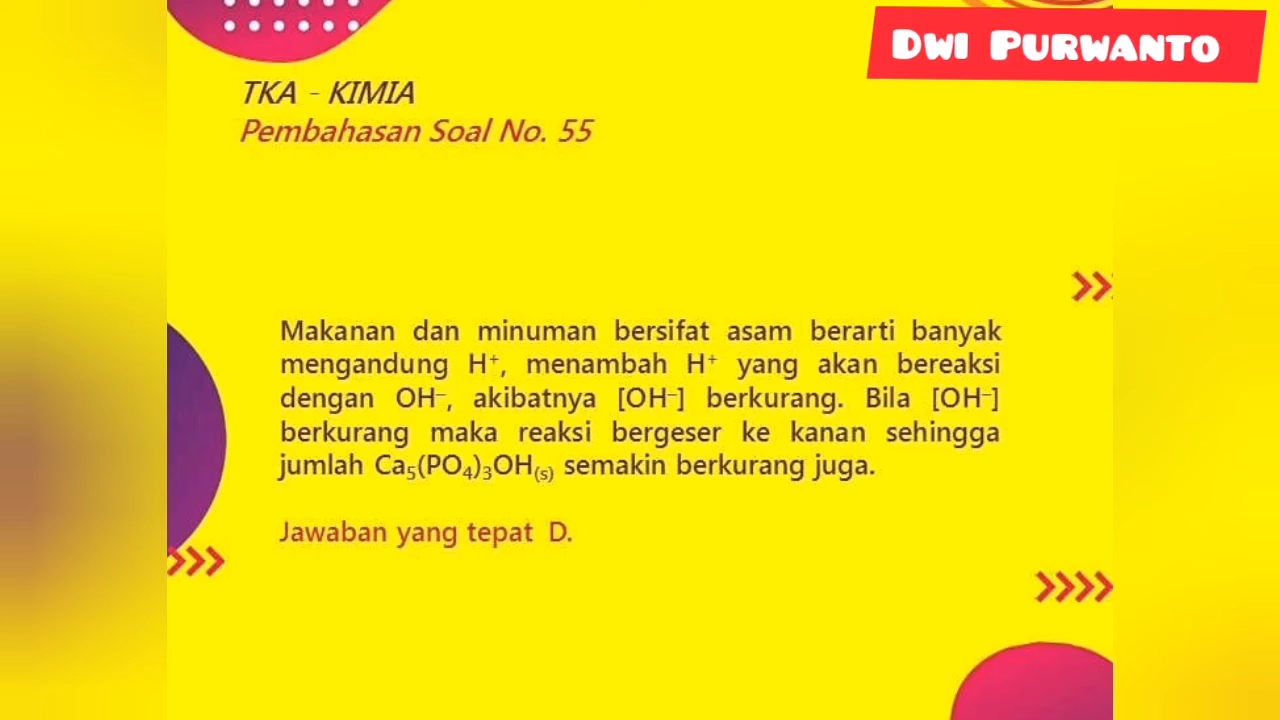 DWI PURWANTO
TKA - KIMIA
Pembahasan Soal No. 55
Makanan dan minuman bersifat asam berarti banyak
mengandung H⁺, menambah H⁺ yang akan bereaksi
dengan OH⁻, akibatnya [OH⁻] berkurang. Bila [OH⁻]
berkurang maka reaksi bergeser ke kanan sehingga
jumlah Ca₅(PO₄)₃OH₍ₛ₎ semakin berkurang juga.
Jawaban yang tepat D.